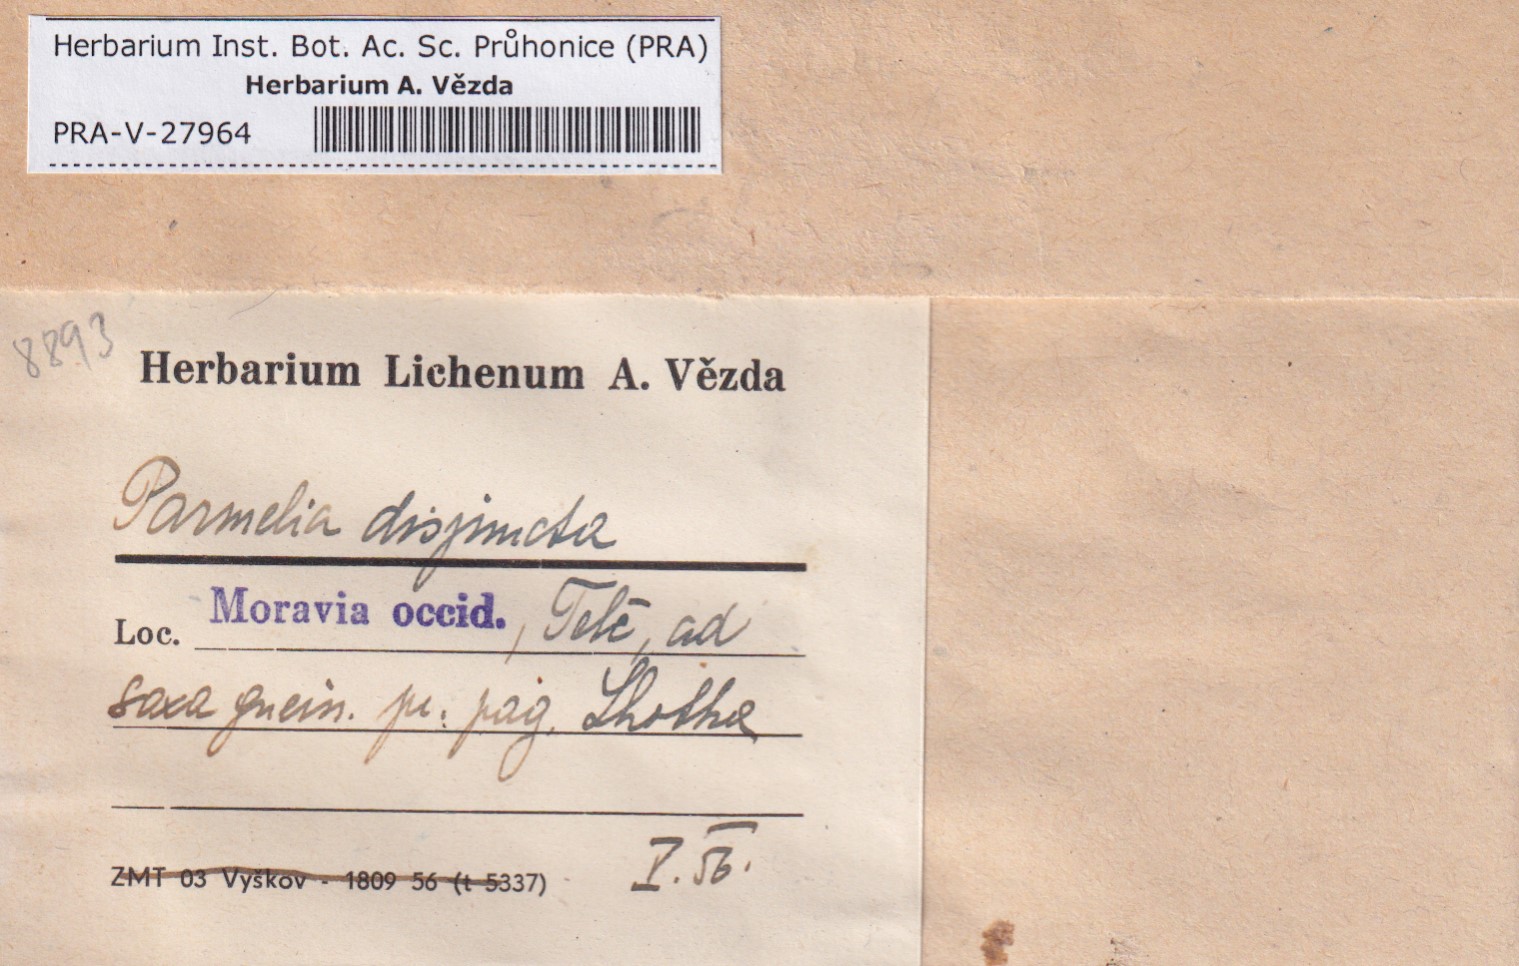 Herbarium Inst. Bot. Ac. Sc. Průhonice (PRA)
Herbarium A. Vězda
PRA-V-27964
8893
Herbarium Lichenum A. Vězda
Parmelia disjuncta
Loc. Moravia occid., Telč, ad
saxa gneis. pr. pag. Lhotka
ZMT 03 Vyškov - 1809 56 (t 5337)
V. 56.